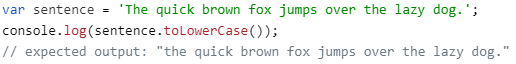 var sentence = 'The quick brown fox jumps over the lazy dog.';
console.log(sentence.toLowerCase());
// expected output: "the quick brown fox jumps over the lazy dog."